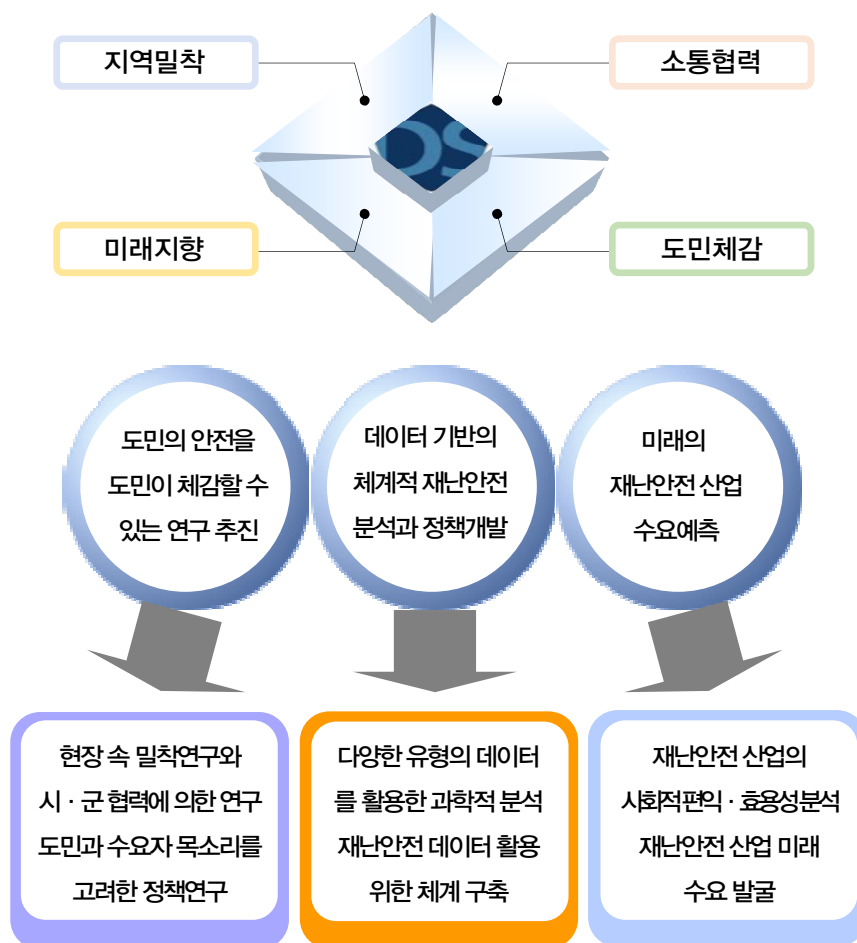 지역밀착
소통협력
DS
미래지향
도민체감
도민의 안전을
도민이 체감할 수
있는 연구 추진
데이터 기반의
체계적 재난안전
분석과 정책개발
미래의
재난안전 산업
수요예측
현장 속 밀착연구와
시 · 군 협력에 의한 연구
도민과 수요자 목소리를
고려한 정책연구
다양한 유형의 데이터
를 활용한 과학적 분석
재난안전 데이터 활용
위한 체계 구축
재난안전 산업의
사회적편익 · 효용성분석
재난안전 산업 미래
수요 발굴